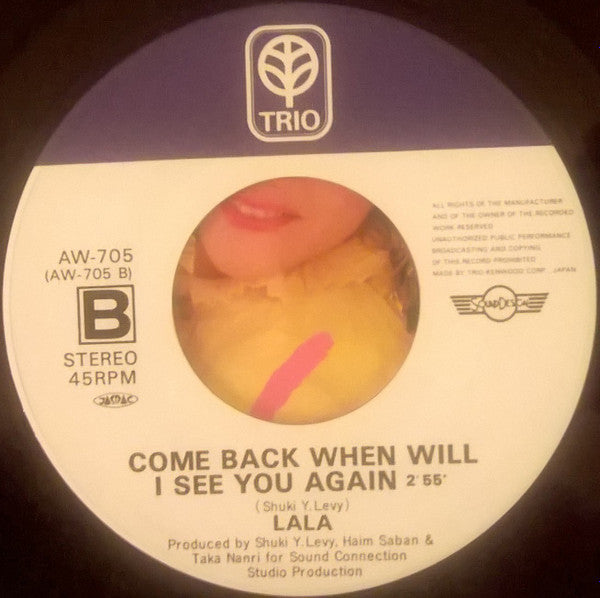 TRIO
ALL RIGHTS OF THE MANUFACTURER
AND OF THE OWNER OF THE RECORDED
WORK RESERVED
UNAUTHORIZED PUBLIC PERFORMANCE
BROADCASTING AND COPYING
OF THIS RECORD PROHIBITED
MADE BY TRIO-KENWOOD CORP., JAPAN
AW-705
(AW-705 B)
B
STEREO
45RPM
JASRAC
SOUNDDESIGN
COME BACK WHEN WILL
I SEE YOU AGAIN 2'55"
(Shuki Y. Levy)
LALA
Produced by Shuki Y. Levy, Haim Saban &
Taka Nanri for Sound Connection
Studio Production